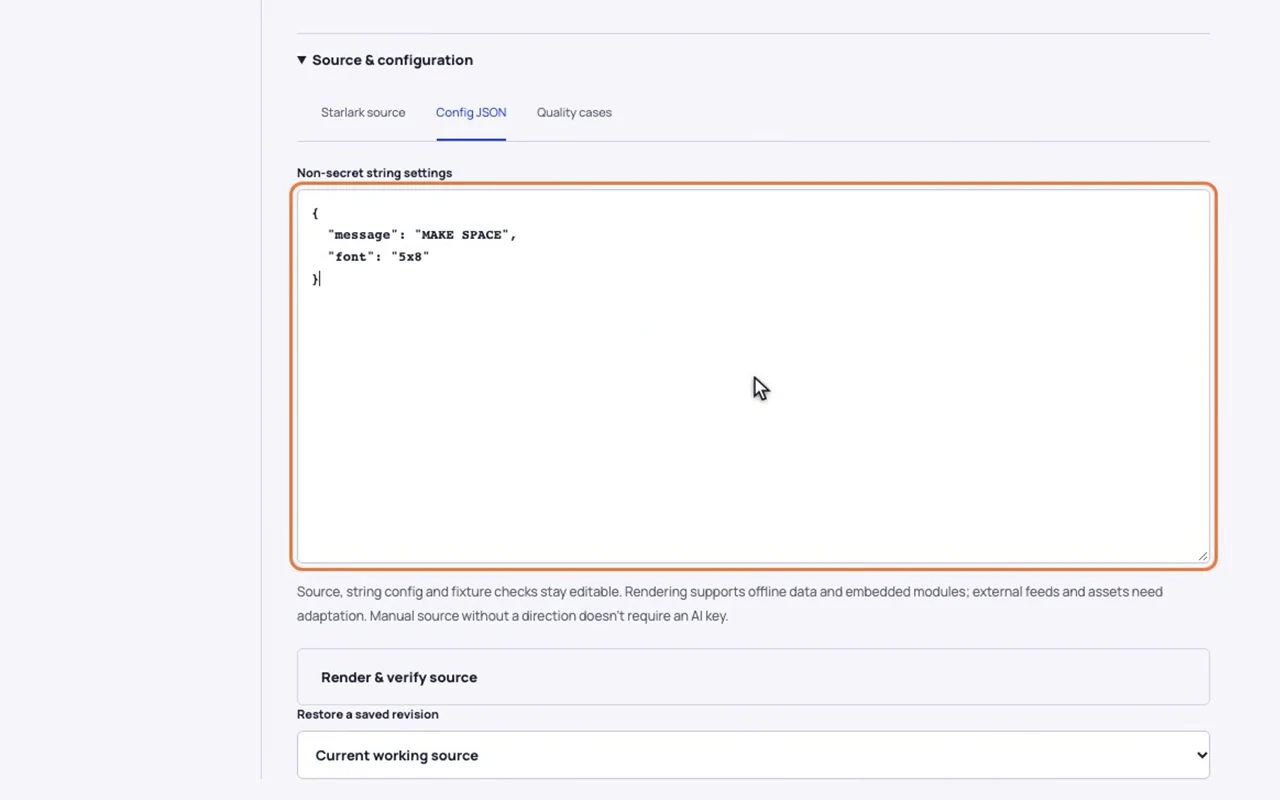 Source & configuration
Starlark source
Config JSON
Quality cases
Non-secret string settings
{
"message": "MAKE SPACE",
"font": "5x8"
}
Source, string config and fixture checks stay editable. Rendering supports offline data and embedded modules; external feeds and assets need
adaptation. Manual source without a direction doesn't require an AI key.
Render & verify source
Restore a saved revision
Current working source